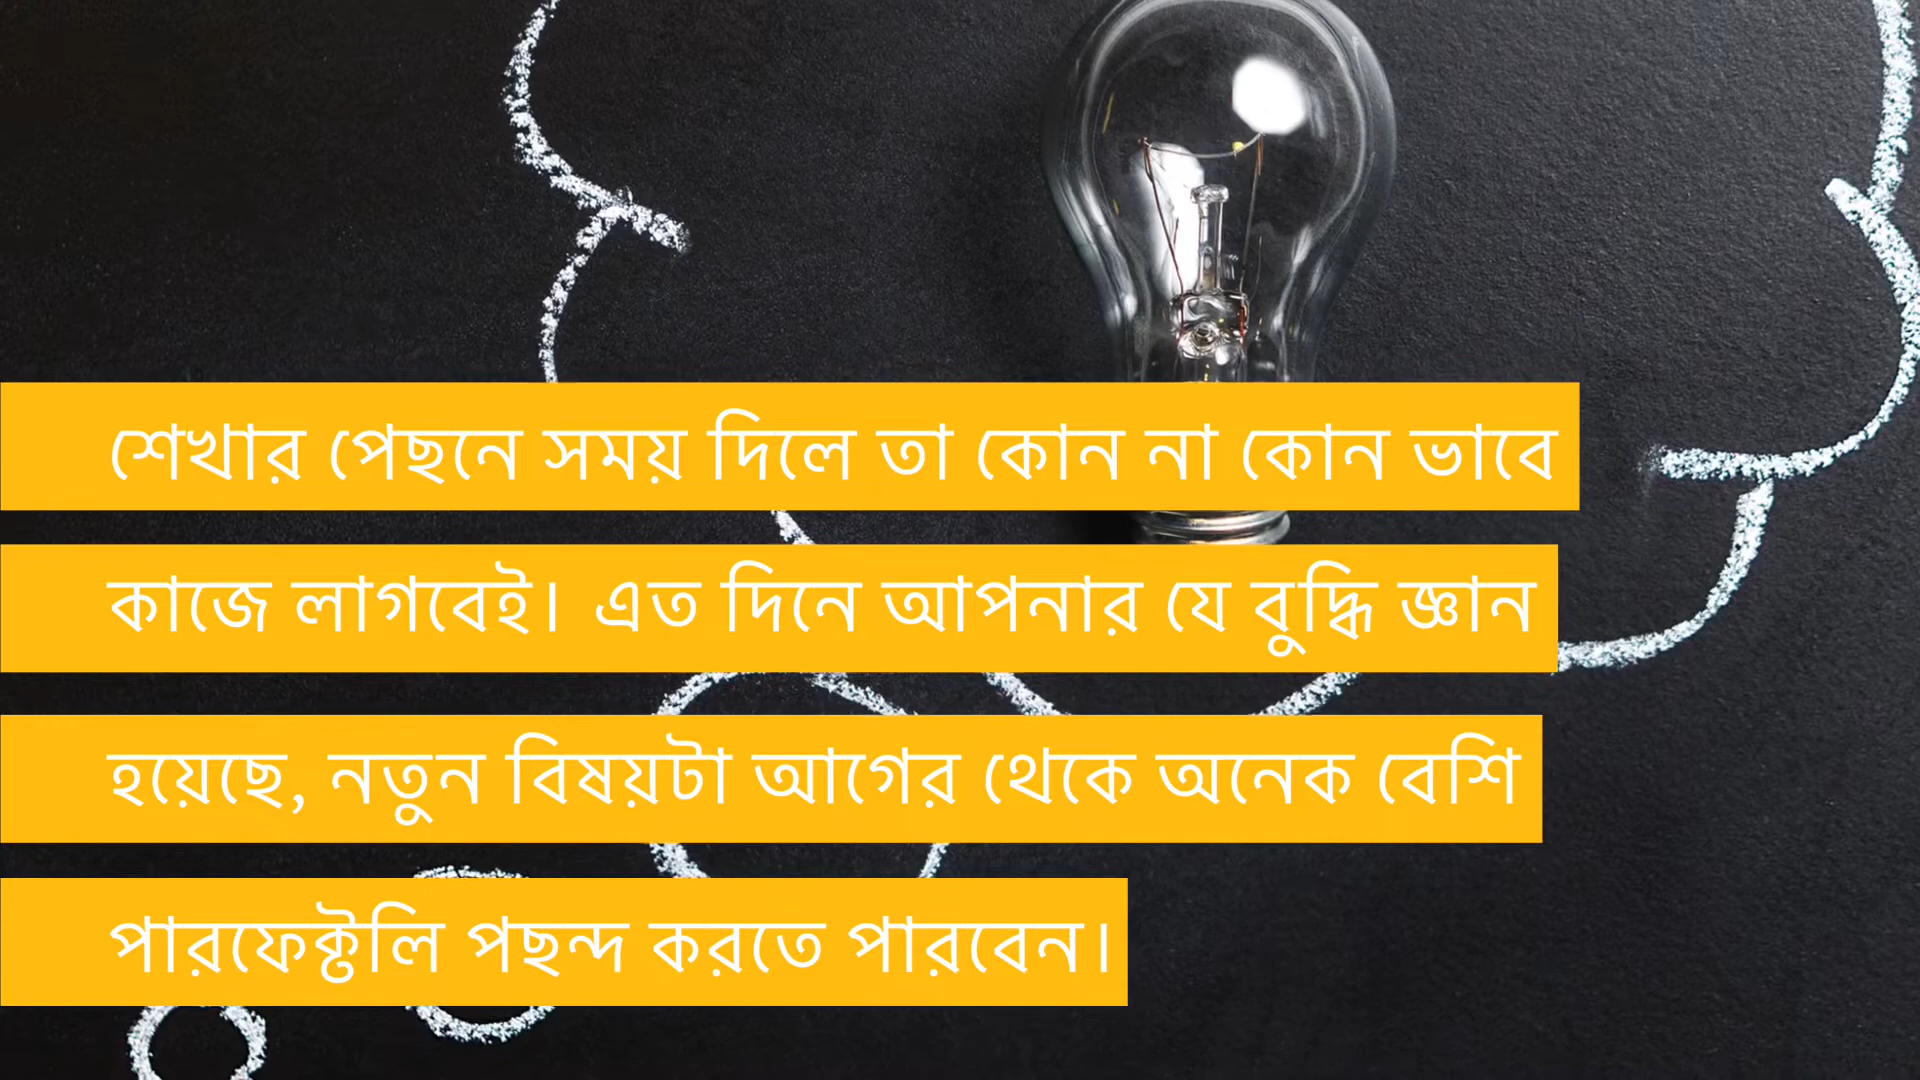 শেখার পেছনে সময় দিলে তা কোন না কোন ভাবে
কাজে লাগবেই। এত দিনে আপনার যে বুদ্ধি জ্ঞান
হয়েছে, নতুন বিষয়টা আগের থেকে অনেক বেশি
পারফেক্টলি পছন্দ করতে পারবেন।